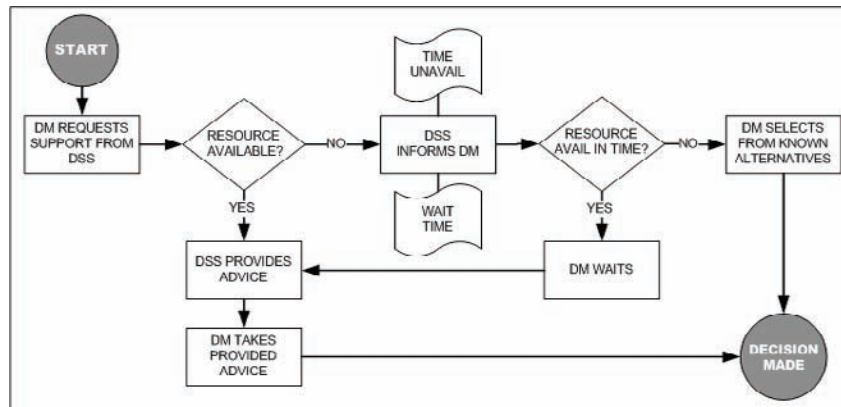 START
DM REQUESTS
SUPPORT FROM
DSS
RESOURCE
AVAILABLE?
NO
TIME
UNAVAIL
DSS
INFORMS DM
WAIT
TIME
RESOURCE
AVAIL IN TIME?
NO
DM SELECTS
FROM KNOWN
ALTERNATIVES
YES
YES
DSS PROVIDES
ADVICE
DM WAITS
DM TAKES
PROVIDED
ADVICE
DECISION
MADE